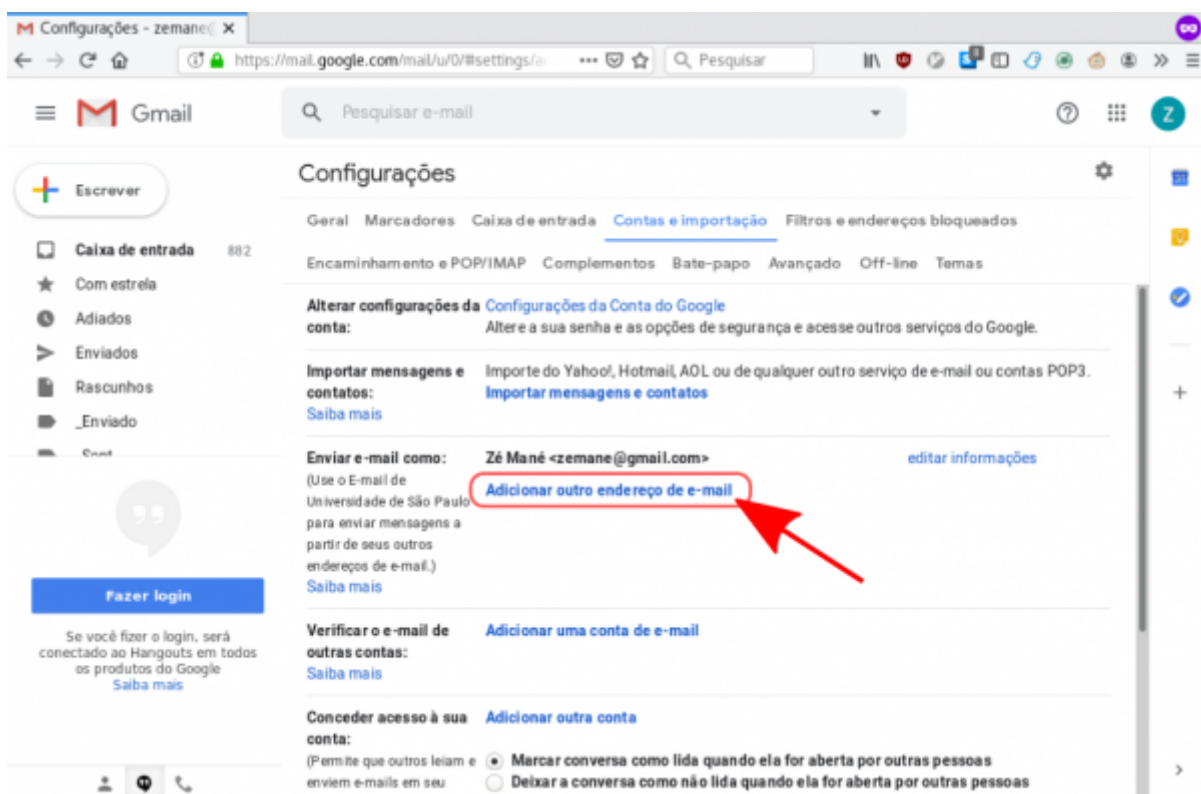 Configurações - zemane@
https://mail.google.com/mail/u/0/#settings/a
Pesquisar
Gmail
Pesquisar e-mail
Z
Escrever
Caixa de entrada 882
Com estrela
Adiados
Enviados
Rascunhos
_Enviado
_Sent
Fazer login
Se você fizer o login, será
conectado ao Hangouts em todos
os produtos do Google
Saiba mais
Configurações
Geral Marcadores Caixa de entrada Contas e importação Filtros e endereços bloqueados
Encaminhamento e POP/IMAP Complementos Bate-papo Avançado Off-line Temas
Alterar configurações da conta:
Configurações da Conta do Google
Altere a sua senha e as opções de segurança e acesse outros serviços do Google.
Importar mensagens e
contatos:
Saiba mais
Importe do Yahoo!, Hotmail, AOL ou de qualquer outro serviço de e-mail ou contas POP3.
Importar mensagens e contatos
Enviar e-mail como:
(Use o E-mail de
Universidade de São Paulo
para enviar mensagens a
partir de seus outros
endereços de e-mail.)
Saiba mais
Zé Mané <zemane@gmail.com> editar informações
Adicionar outro endereço de e-mail
Verificar o e-mail de
outras contas:
Saiba mais
Adicionar uma conta de e-mail
Conceder acesso à sua
conta:
(Permite que outros leiam e
enviem e-mails em seu
Adicionar outra conta
Marcar conversa como lida quando ela for aberta por outras pessoas
Deixar a conversa como não lida quando ela for aberta por outras pessoas